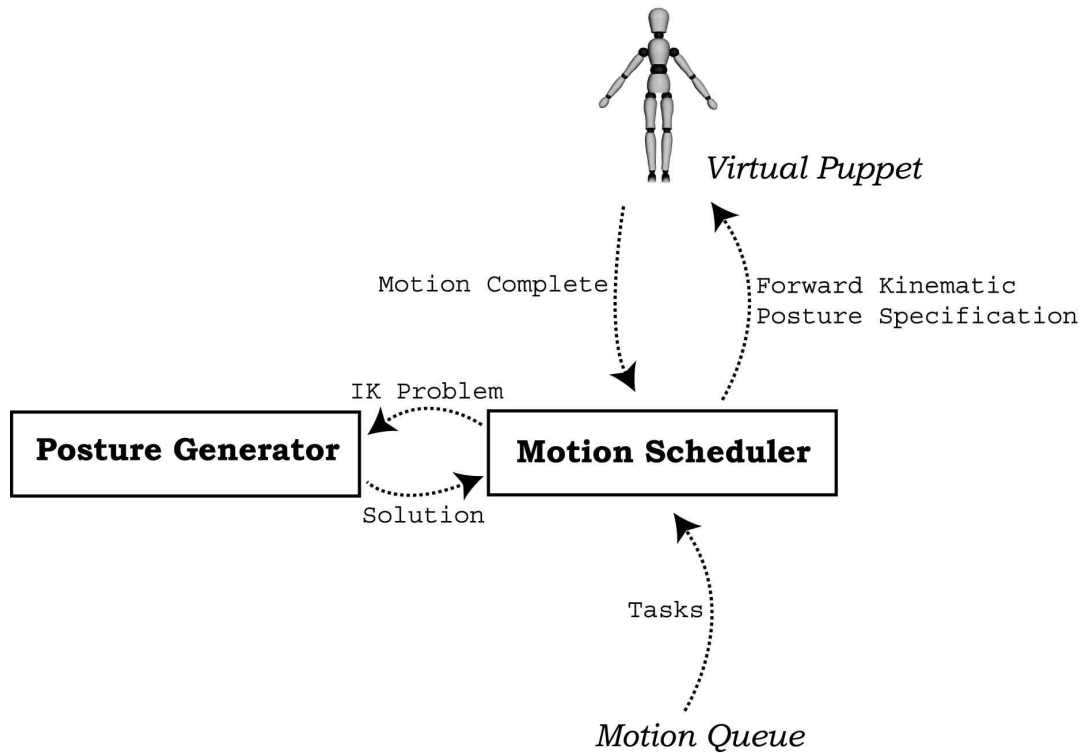 Virtual Puppet
Motion Complete
Forward Kinematic
Posture Specification
IK Problem
Posture Generator
Motion Scheduler
Solution
Tasks
Motion Queue